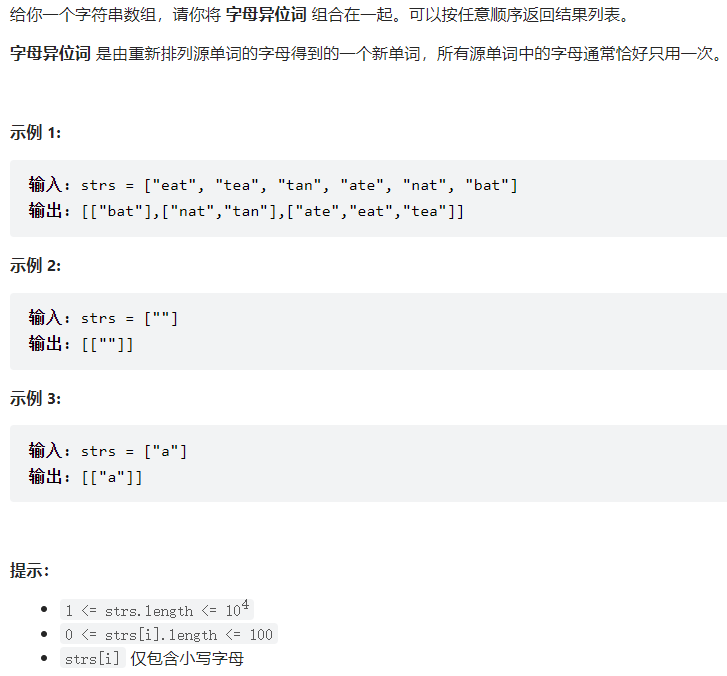 给你一个字符串数组，请你将 字母异位词 组合在一起。可以按任意顺序返回结果列表。
字母异位词 是由重新排列源单词的字母得到的一个新单词，所有源单词中的字母通常恰好只用一次。
示例 1:
输入: strs = ["eat", "tea", "tan", "ate", "nat", "bat"]
输出: [["bat"],["nat","tan"],["ate","eat","tea"]]
示例 2:
输入: strs = [""]
输出: [[""]]
示例 3:
输入: strs = ["a"]
输出: [["a"]]
提示：
• 1 <= strs.length <= 10⁴
• 0 <= strs[i].length <= 100
• strs[i] 仅包含小写字母